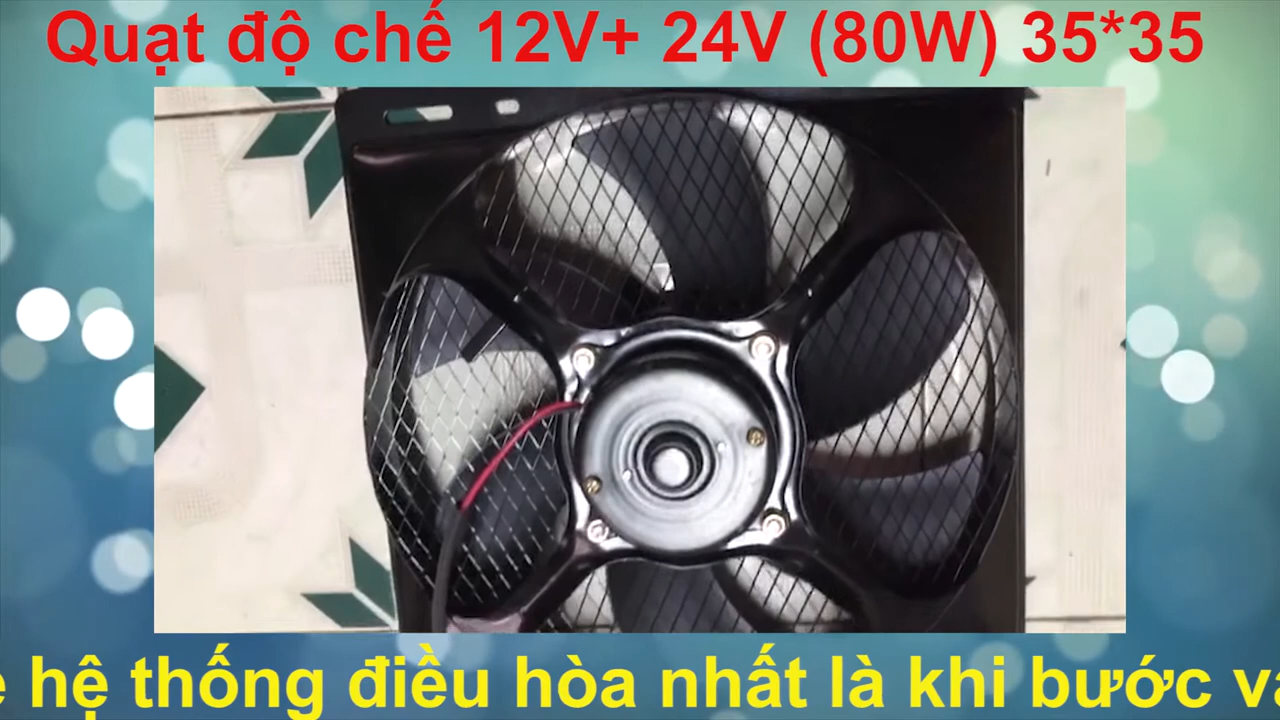 Quạt độ chế 12V+ 24V (80W) 35*35
hệ thống điều hòa nhất là khi bước